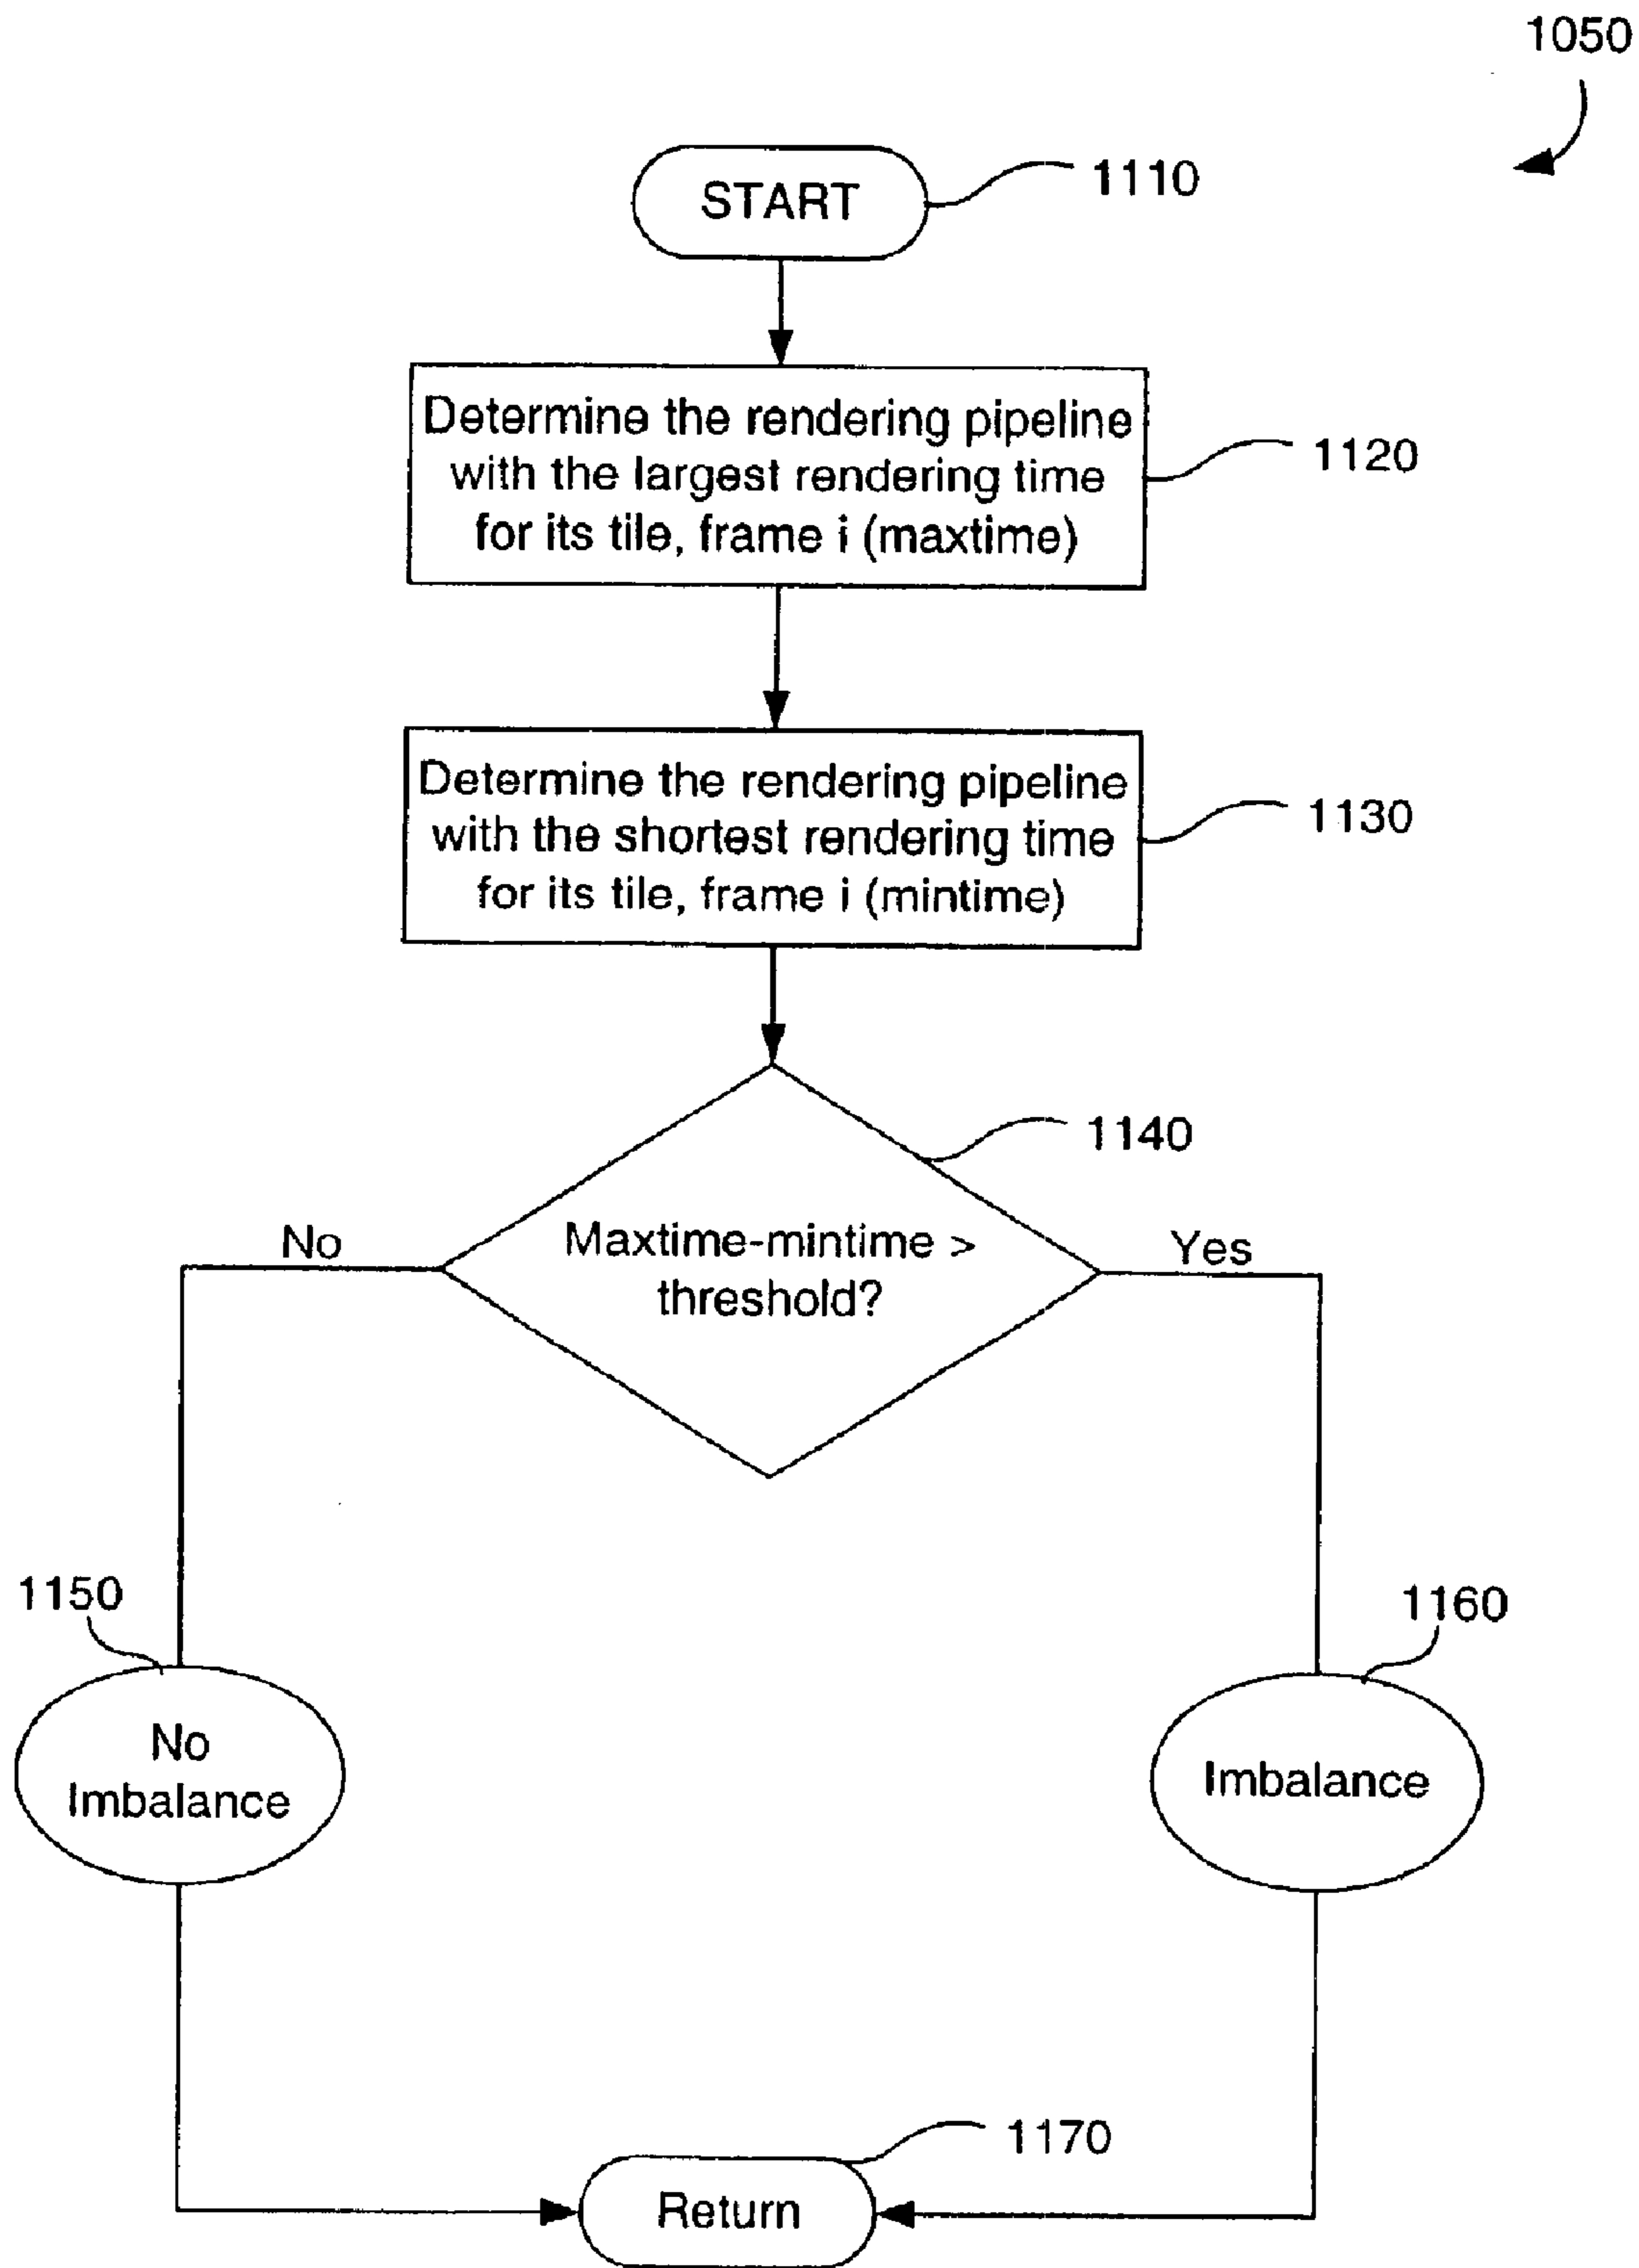 1050
START
1110
Determine the rendering pipeline
with the largest rendering time
for its tile, frame i (maxtime)
1120
Determine the rendering pipeline
with the shortest rendering time
for its tile, frame i (mintime)
1130
1140
Maxtime-mintime >
threshold?
No
Yes
1150
No
Imbalance
1160
Imbalance
1170
Return